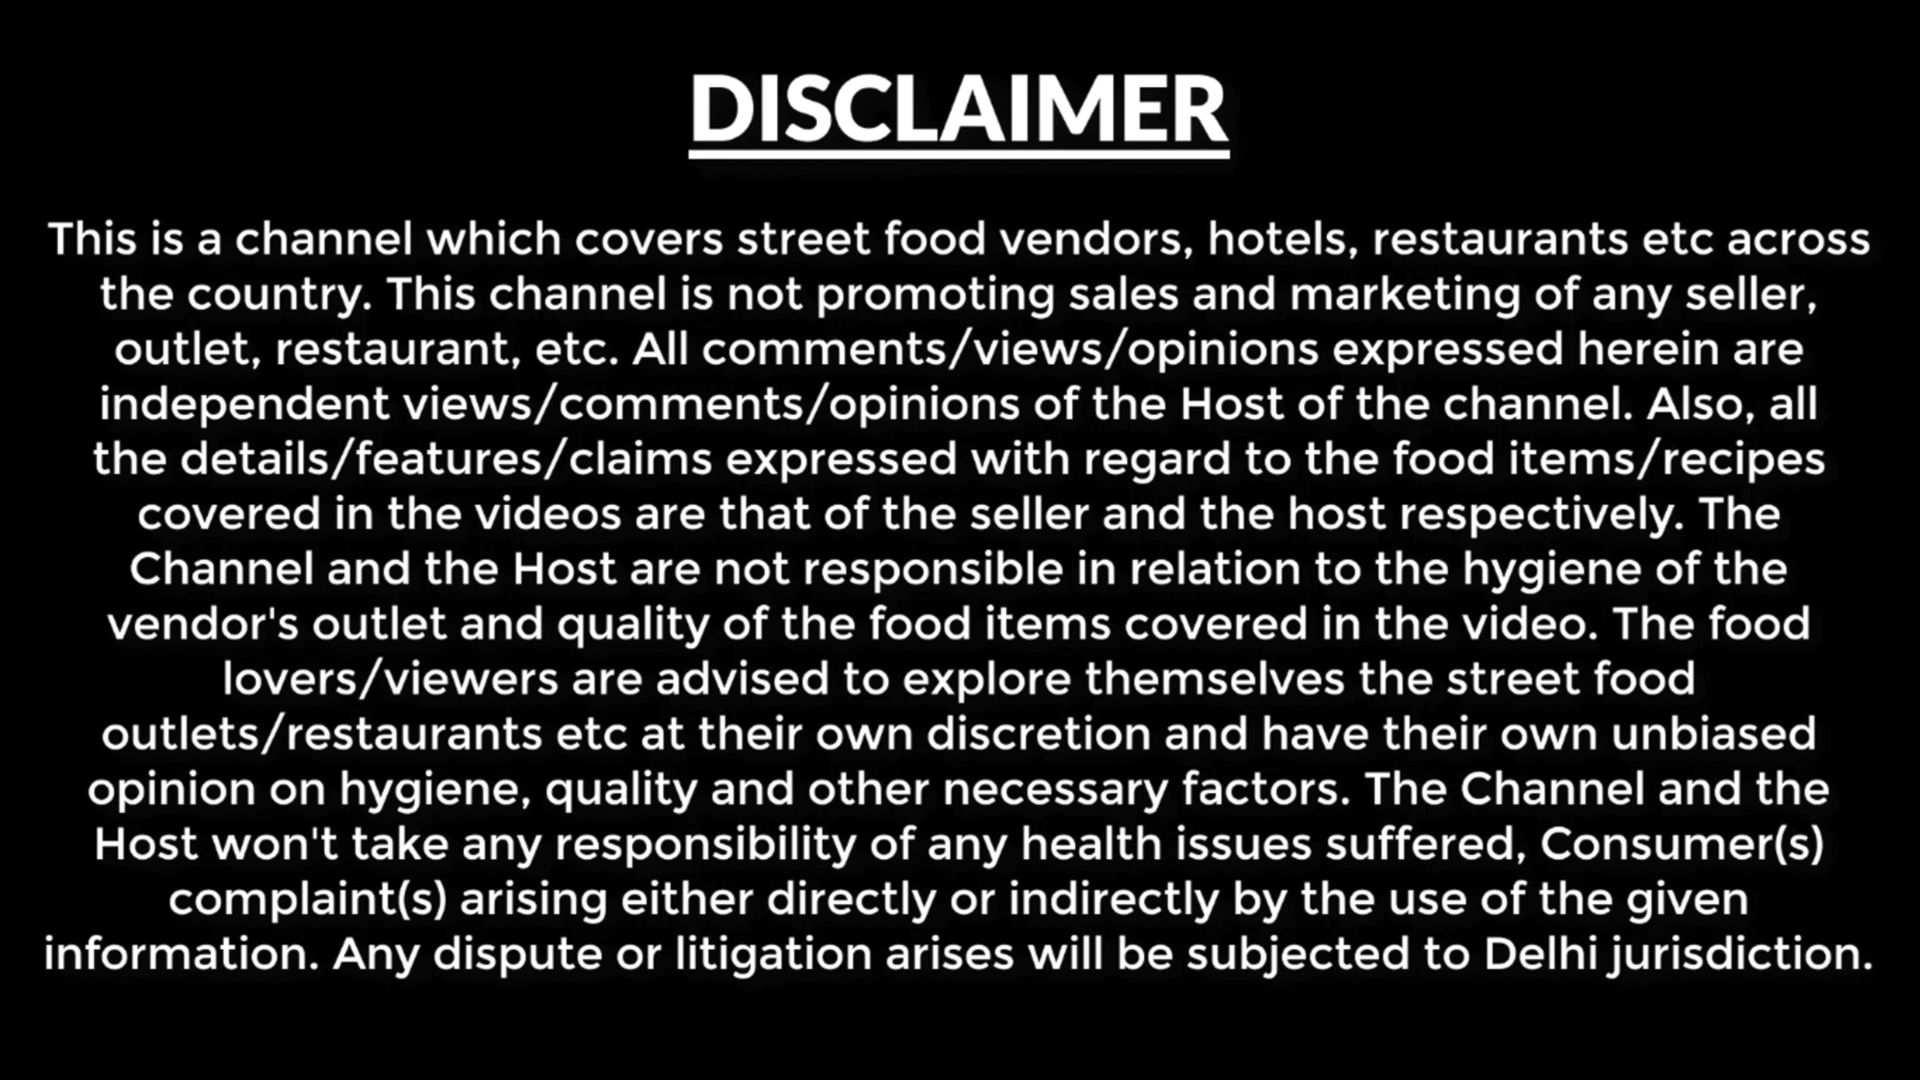 DISCLAIMER
This is a channel which covers street food vendors, hotels, restaurants etc across
the country. This channel is not promoting sales and marketing of any seller,
outlet, restaurant, etc. All comments/views/opinions expressed herein are
independent views/comments/opinions of the Host of the channel. Also, all
the details/features/claims expressed with regard to the food items/recipes
covered in the videos are that of the seller and the host respectively. The
Channel and the Host are not responsible in relation to the hygiene of the
vendor's outlet and quality of the food items covered in the video. The food
lovers/viewers are advised to explore themselves the street food
outlets/restaurants etc at their own discretion and have their own unbiased
opinion on hygiene, quality and other necessary factors. The Channel and the
Host won't take any responsibility of any health issues suffered, Consumer(s)
complaint(s) arising either directly or indirectly by the use of the given
information. Any dispute or litigation arises will be subjected to Delhi jurisdiction.